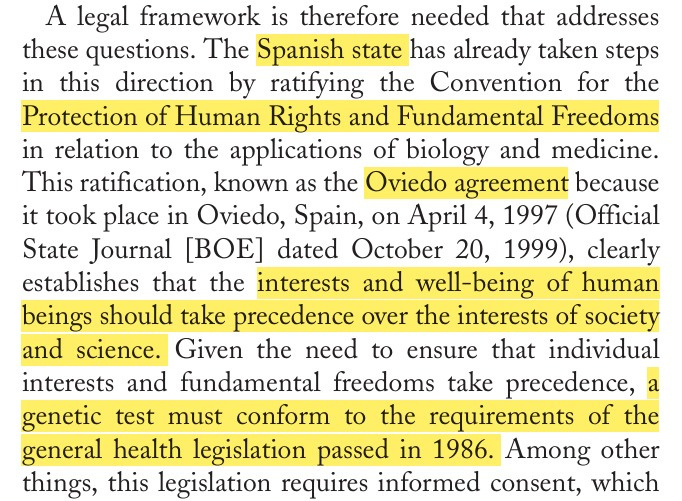 A legal framework is therefore needed that addresses
these questions. The Spanish state has already taken steps
in this direction by ratifying the Convention for the
Protection of Human Rights and Fundamental Freedoms
in relation to the applications of biology and medicine.
This ratification, known as the Oviedo agreement because
it took place in Oviedo, Spain, on April 4, 1997 (Official
State Journal [BOE] dated October 20, 1999), clearly
establishes that the interests and well-being of human
beings should take precedence over the interests of society
and science. Given the need to ensure that individual
interests and fundamental freedoms take precedence, a
genetic test must conform to the requirements of the
general health legislation passed in 1986. Among other
things, this legislation requires informed consent, which